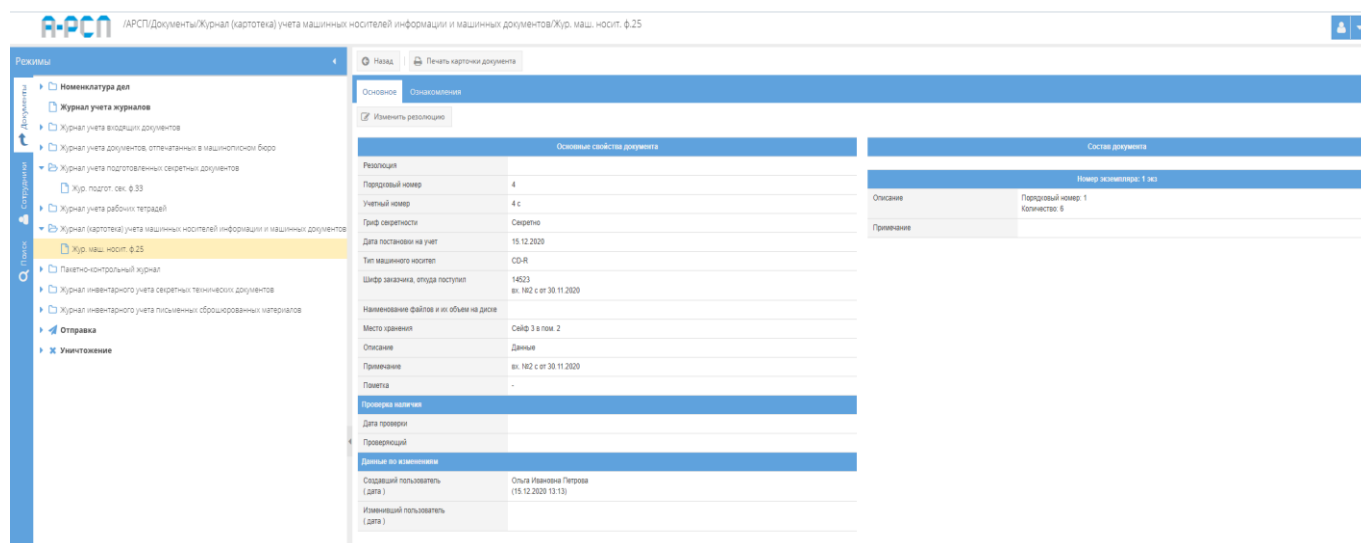 А-РСП
/АРСП/Документы/Журнал (картотека) учета машинных носителей информации и машинных документов/Жур. маш. носит. ф.25
Режимы
Документы
Сотрудники
Поиск
Номенклатура дел
Журнал учета журналов
Журнал учета входящих документов
Журнал учета документов, отпечатанных в машинописном бюро
Журнал учета подготовленных секретных документов
Жур. подгот. сек. ф.33
Журнал учета рабочих тетрадей
Журнал (картотека) учета машинных носителей информации и машинных документов
Жур. маш. носит. ф.25
Пакетно-контрольный журнал
Журнал инвентарного учета секретных технических документов
Журнал инвентарного учета письменных сброшюрованных материалов
Отправка
Уничтожение
Назад
Печать карточки документа
Основное
Ознакомления
Изменить резолюцию
Основные свойства документа
Резолюция
Порядковый номер 4
Учетный номер 4 с
Гриф секретности Секретно
Дата постановки на учет 15.12.2020
Тип машинного носител CD-R
Шифр заказчика, откуда поступил 14523
вх. №2 с от 30.11.2020
Наименование файлов и их объем на диске
Место хранения Сейф 3 в пом. 2
Описание Данные
Примечание вх. №2 с от 30.11.2020
Пометка -
Проверка наличия
Дата проверки
Проверяющий
Данные по изменениям
Создавший пользователь Ольга Ивановна Петрова
( дата ) (15.12.2020 13:13)
Изменивший пользователь
( дата )
Состав документа
Номер экземпляра: 1 экз
Описание Порядковый номер: 1
Количество: 6
Примечание